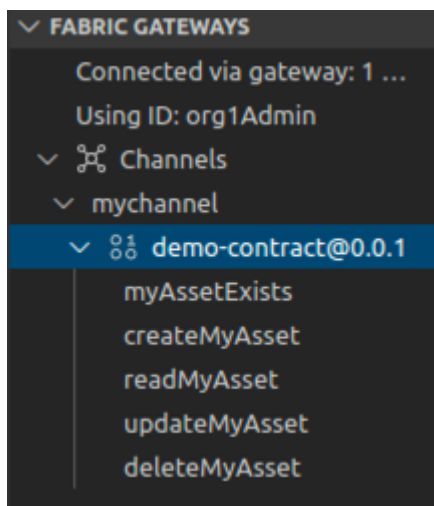 FABRIC GATEWAYS
Connected via gateway: 1 ...
Using ID: org1Admin
Channels
mychannel
demo-contract@0.0.1
myAssetExists
createMyAsset
readMyAsset
updateMyAsset
deleteMyAsset